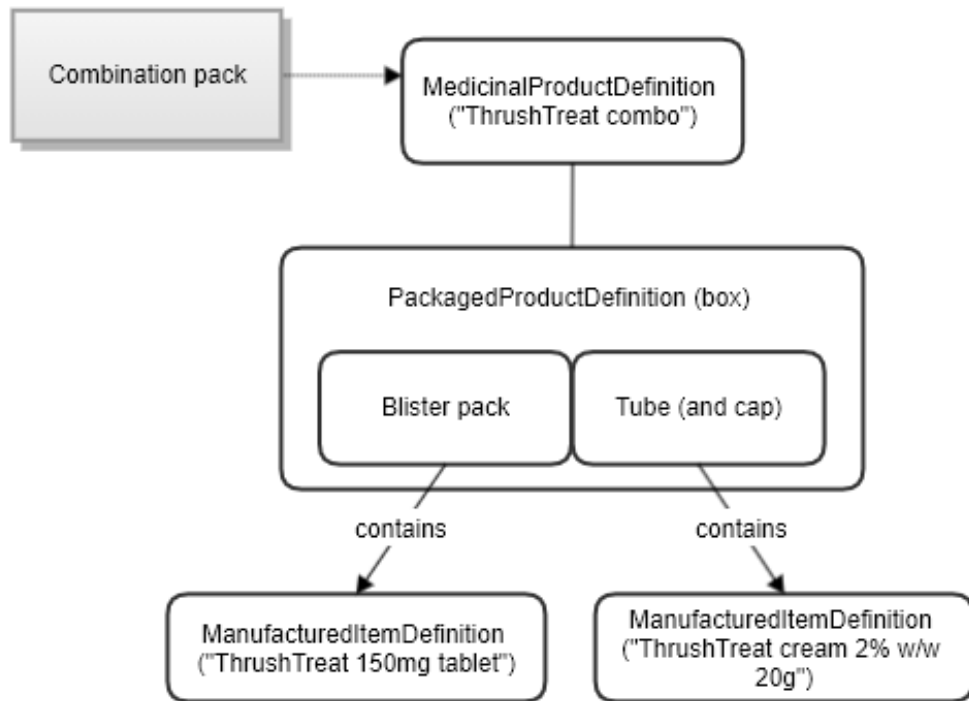 Combination pack
MedicinalProductDefinition
("ThrushTreat combo")
PackagedProductDefinition (box)
Blister pack
Tube (and cap)
contains
contains
ManufacturedItemDefinition
("ThrushTreat 150mg tablet")
ManufacturedItemDefinition
("ThrushTreat cream 2% w/w
20g")